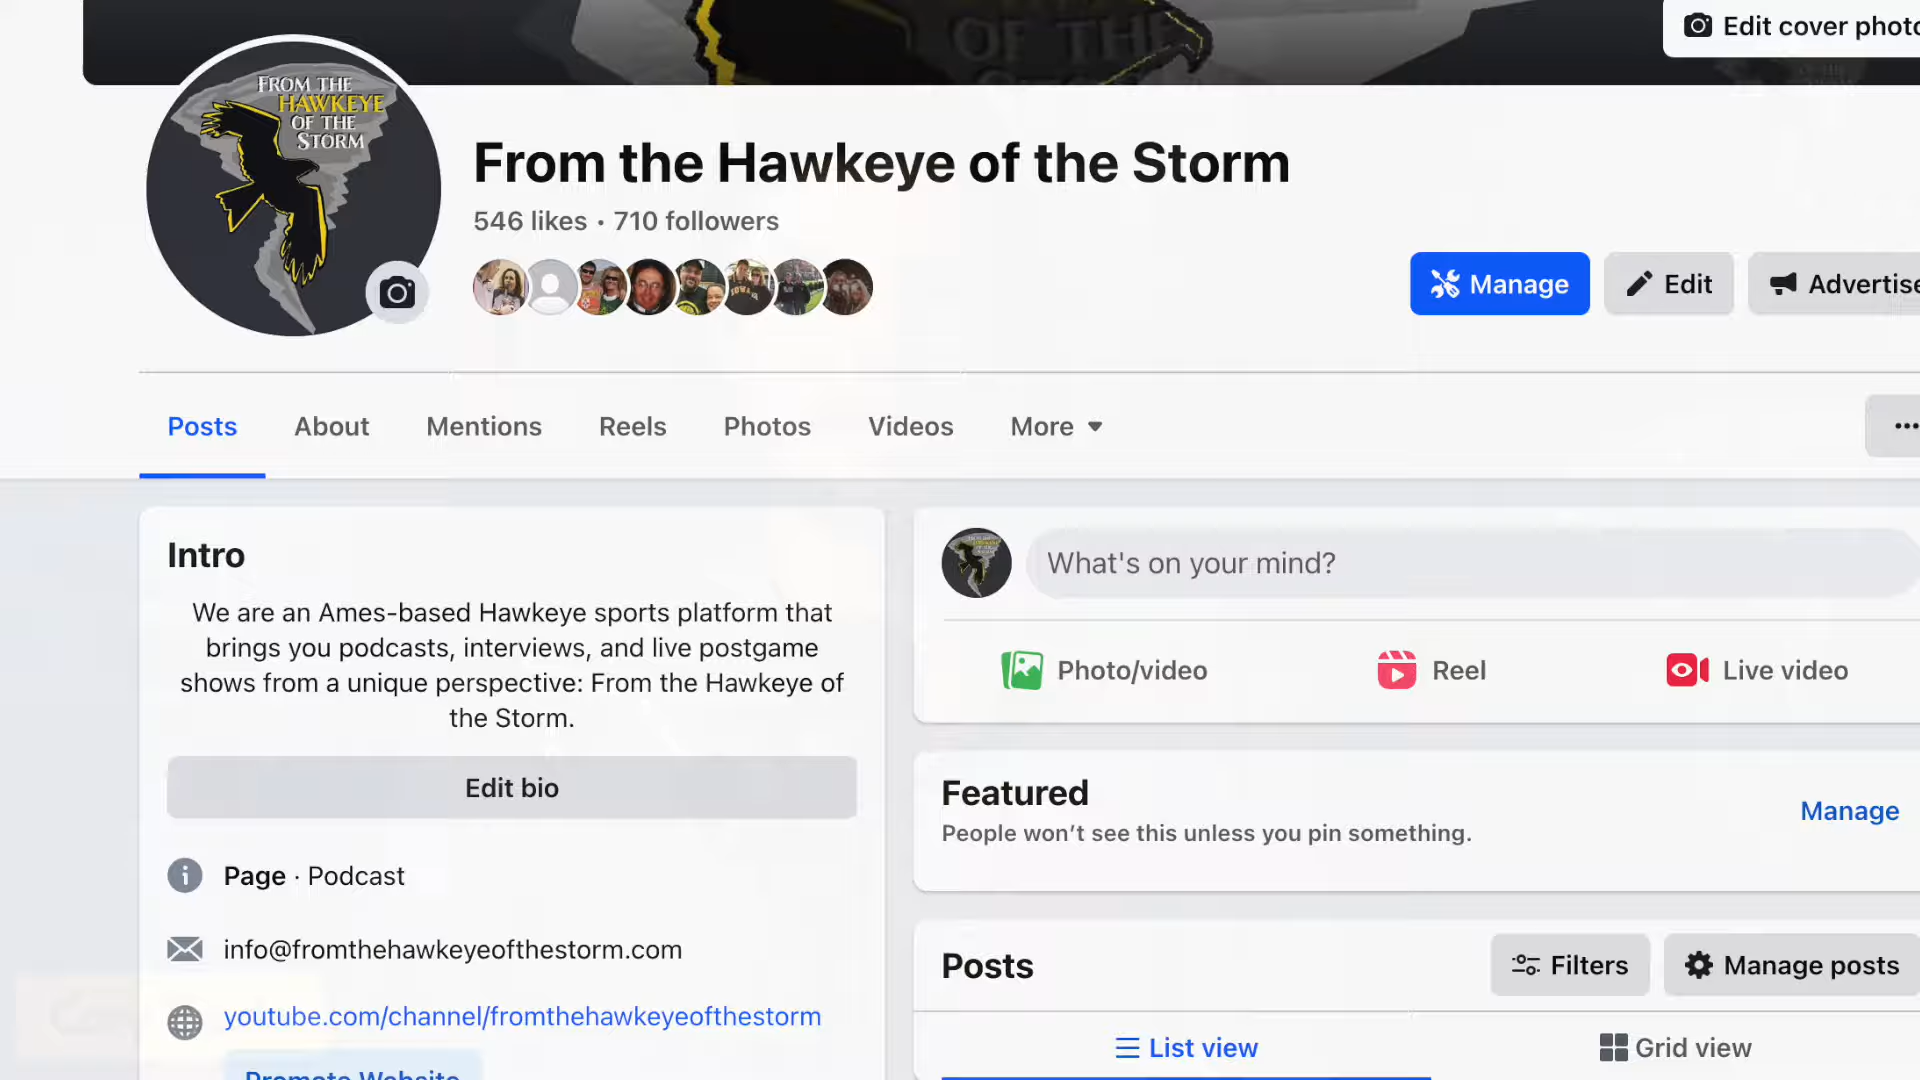 OF THE
Edit cover photo
FROM THE
HAWKEYE
OF THE
STORM
From the Hawkeye of the Storm
546 likes · 710 followers
Manage
Edit
Advertise
Posts
About
Mentions
Reels
Photos
Videos
More
Intro
We are an Ames-based Hawkeye sports platform that
brings you podcasts, interviews, and live postgame
shows from a unique perspective: From the Hawkeye of
the Storm.
Edit bio
Page · Podcast
info@fromthehawkeyeofthestorm.com
youtube.com/channel/fromthehawkeyeofthestorm
Promote Website
What's on your mind?
Photo/video
Reel
Live video
Featured
People won’t see this unless you pin something.
Manage
Posts
Filters
Manage posts
List view
Grid view